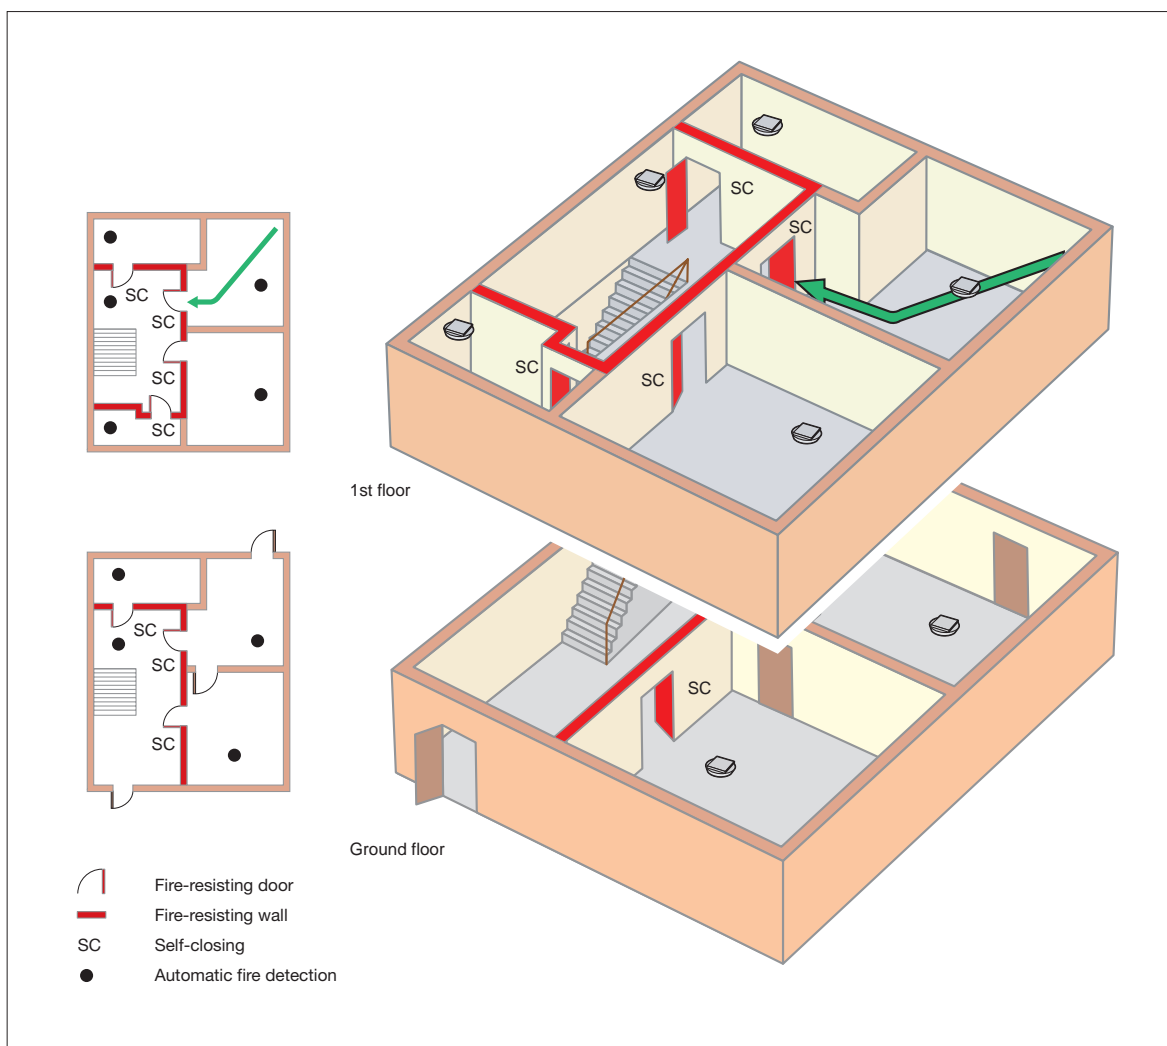 SC
SC
SC
SC
SC
SC
SC
SC
1st floor
SC
SC
SC
SC
Ground floor
Fire-resisting door
Fire-resisting wall
SC Self-closing
Automatic fire detection